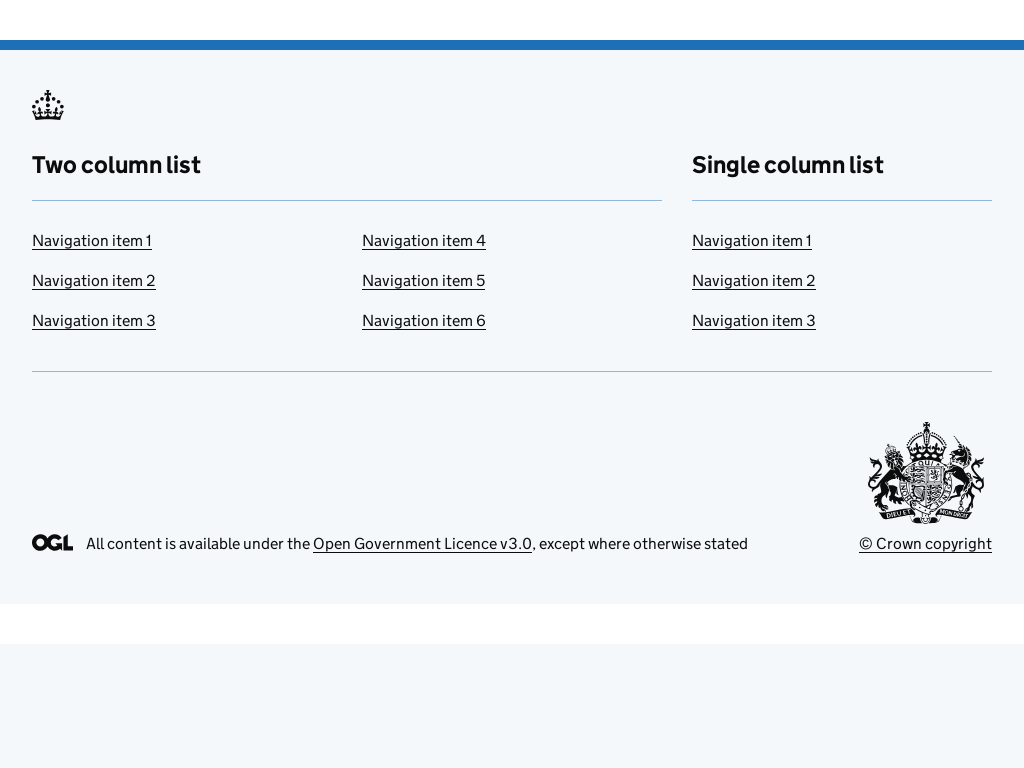 Two column list
Navigation item 1
Navigation item 2
Navigation item 3
Navigation item 4
Navigation item 5
Navigation item 6
Single column list
Navigation item 1
Navigation item 2
Navigation item 3
DIEU ET MON DROIT
OGL All content is available under the Open Government Licence v3.0, except where otherwise stated
© Crown copyright